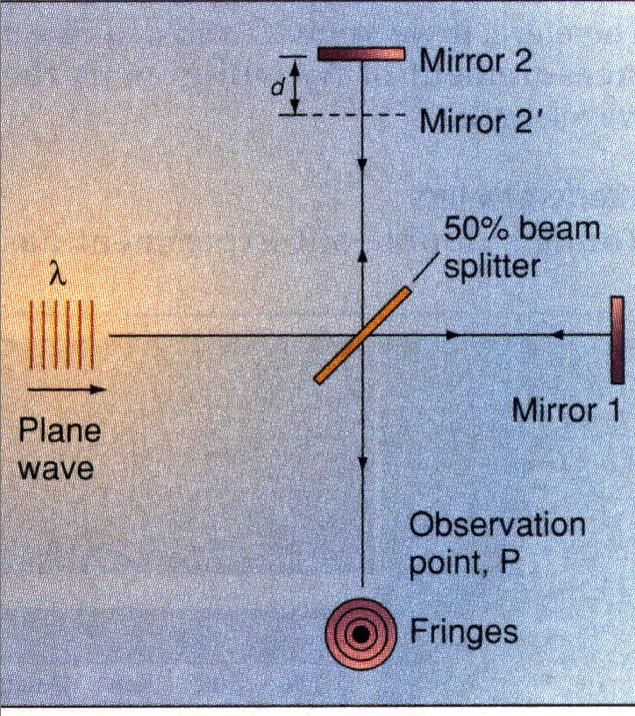 Mirror 2
d
Mirror 2′
50% beam
splitter
λ
Mirror 1
Plane
wave
Observation
point, P
Fringes